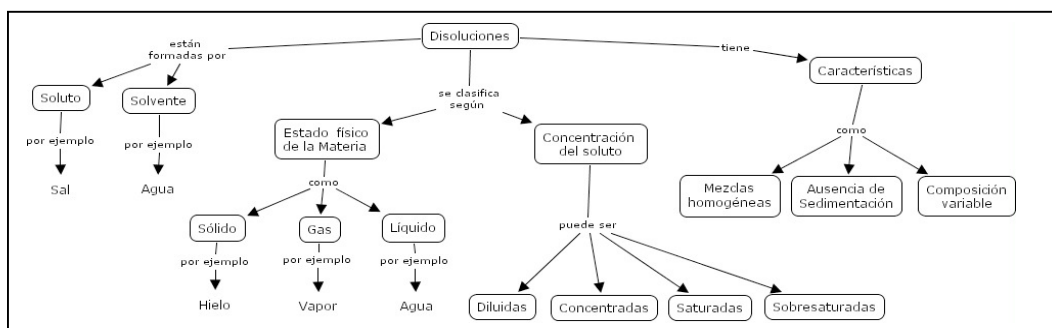 Disoluciones
están
formadas por
tiene
Soluto
Solvente
Características
se clasifica
según
por ejemplo
por ejemplo
Estado físico
de la Materia
Concentración
del soluto
como
Sal
Agua
como
Mezclas
homogéneas
Ausencia de
Sedimentación
Composición
variable
Sólido
Gas
Líquido
puede ser
por ejemplo
por ejemplo
por ejemplo
Hielo
Vapor
Agua
Diluidas
Concentradas
Saturadas
Sobresaturadas